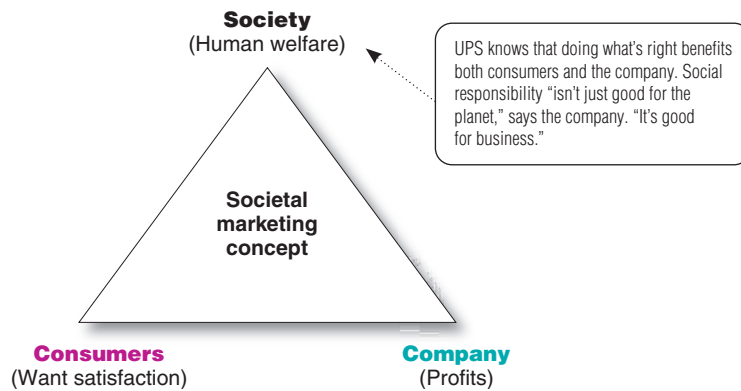 Society
(Human welfare)
UPS knows that doing what's right benefits
both consumers and the company. Social
responsibility “isn't just good for the
planet,” says the company. “It's good
for business.”
Societal
marketing
concept
Consumers
(Want satisfaction)
Company
(Profits)